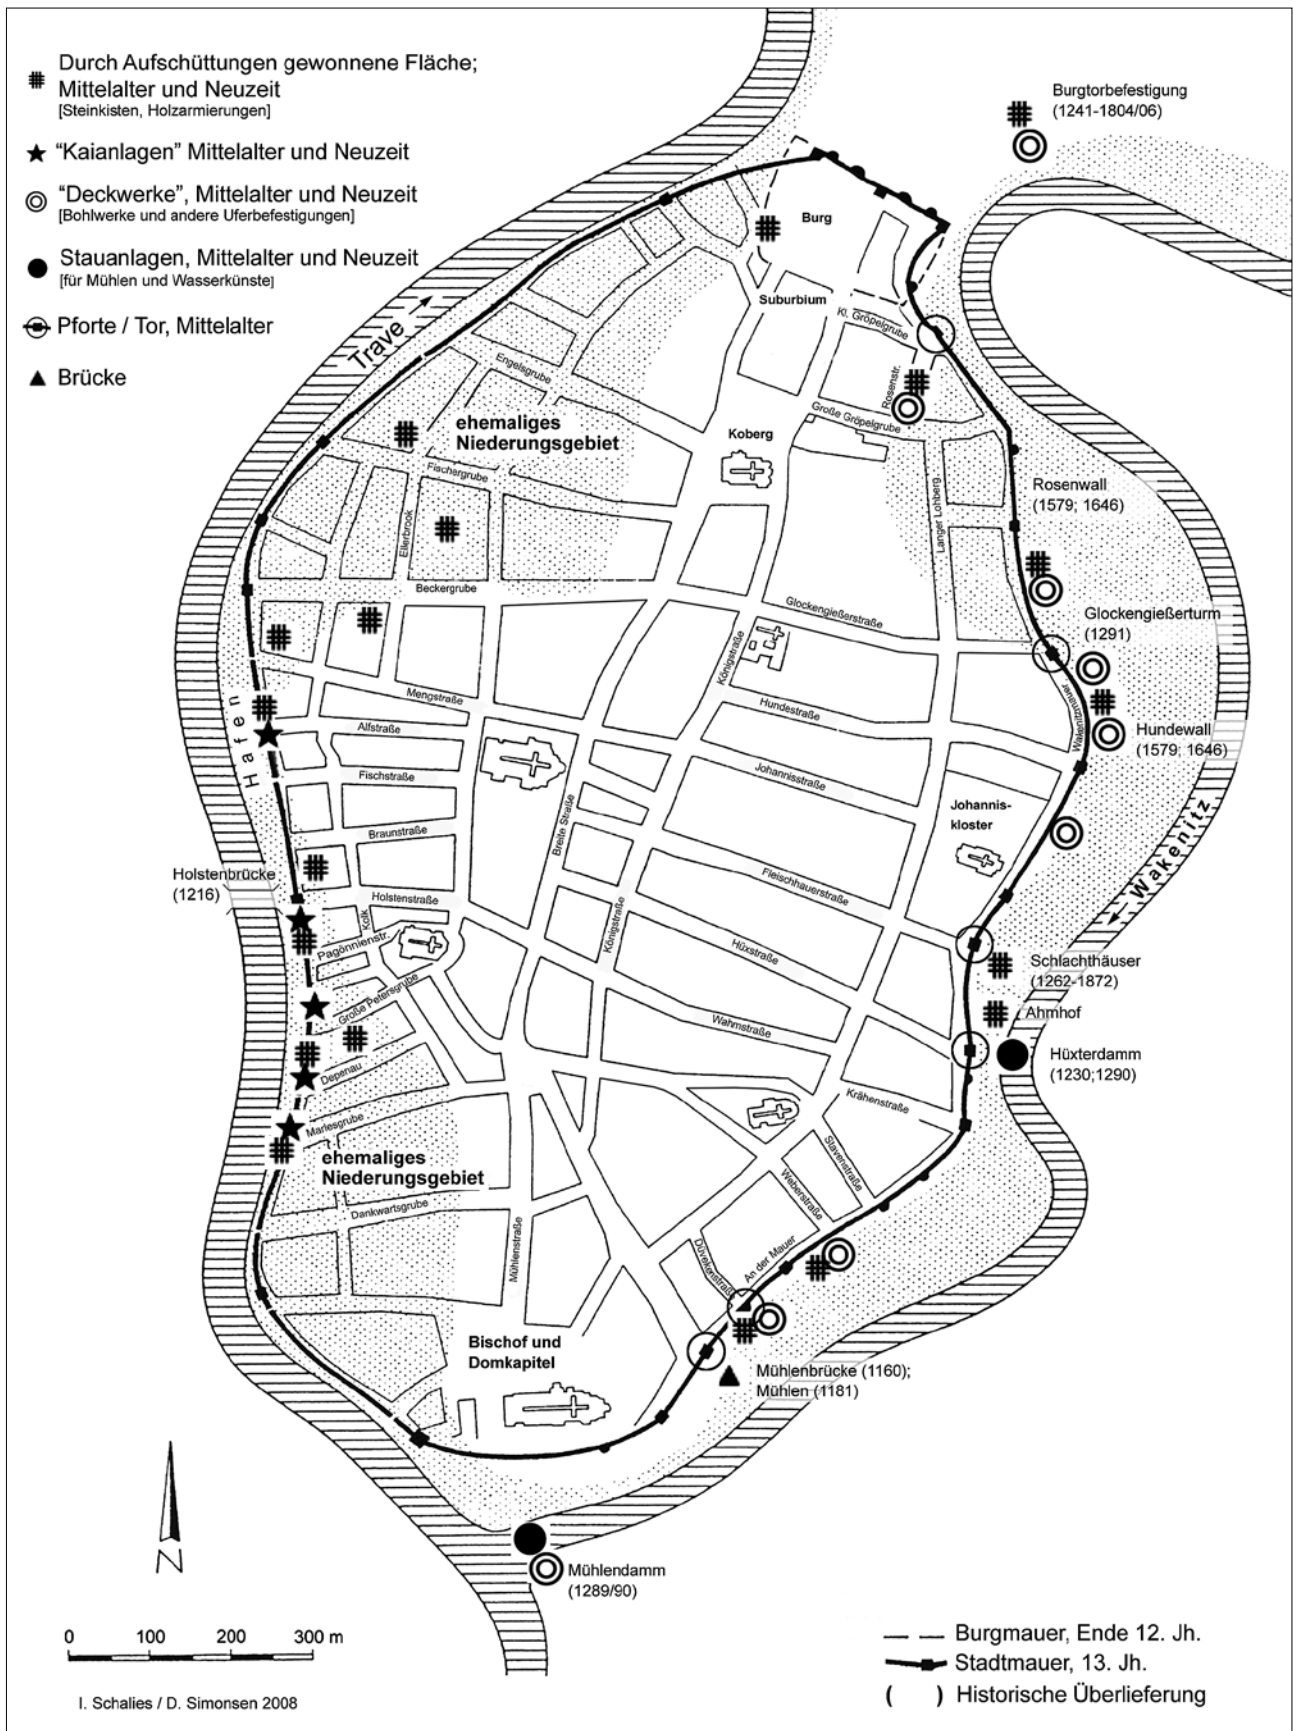 Durch Aufschüttungen gewonnene Fläche;
Mittelalter und Neuzeit
[Steinkisten, Holzarmierungen]
"Kaianlagen" Mittelalter und Neuzeit
"Deckwerke", Mittelalter und Neuzeit
[Bohlwerke und andere Uferbefestigungen]
Stauanlagen, Mittelalter und Neuzeit
[für Mühlen und Wasserkünste]
Pforte / Tor, Mittelalter
Brücke
Burgtorbefestigung
(1241-1804/06)
Burg
Suburbium
Kl. Gröpelgrube
Trave
Engelsgrube
Rosenstr.
Große Gröpelgrube
ehemaliges
Niederungsgebiet
Koberg
Fischergrube
Langer Lohberg
Rosenwall
(1579; 1646)
Ellerbrook
Beckergrube
Glockengießerstraße
Glockengießerturm
(1291)
Königstraße
Mengstraße
Hundestraße
Wakenitzmauer
Hafen
Alfstraße
Hundewall
(1579; 1646)
Fischstraße
Johannisstraße
Breite Straße
Johannis-
kloster
Braunstraße
Wakenitz
Holstenbrücke
(1216)
Fleischhauerstraße
Holstenstraße
Kolk
Königstraße
Pagönnienstr.
Hüxstraße
Schlachthäuser
(1262-1872)
Große Petersgrube
Wahmstraße
Ahmhof
Hüxterdamm
(1230;1290)
Depenau
Krähenstraße
Marlesgrube
ehemaliges
Niederungsgebiet
Slavenstraße
Weberstraße
Dankwartsgrube
Mühlenstraße
Düvekenstraße
An der Mauer
Bischof und
Domkapitel
Mühlenbrücke (1160);
Mühlen (1181)
N
Mühlendamm
(1289/90)
0 100 200 300 m
Burgmauer, Ende 12. Jh.
Stadtmauer, 13. Jh.
( ) Historische Überlieferung
I. Schalies / D. Simonsen 2008